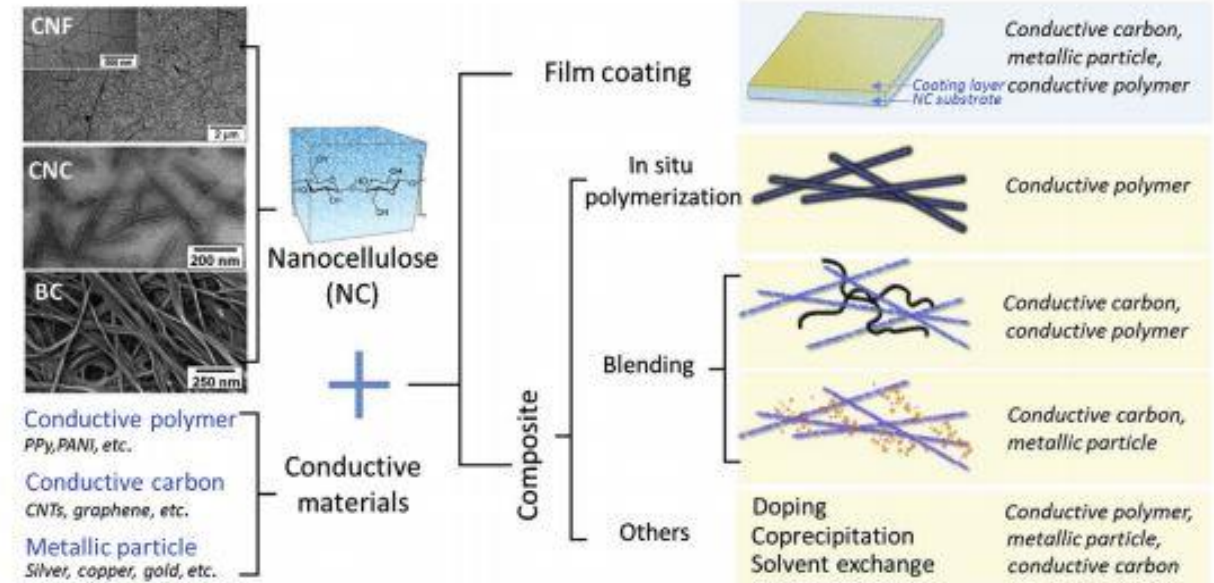 CNF
500 nm
2 µm
CNC
200 nm
BC
250 nm
Conductive polymer
PPy,PANi, etc.
Conductive carbon
CNTs, graphene, etc.
Metallic particle
Silver, copper, gold, etc.
OH
OH
OH
Nanocellulose
(NC)
Conductive
materials
Film coating
Coating layer
NC substrate
Conductive carbon,
metallic particle,
conductive polymer
Composite
In situ
polymerization
Conductive polymer
Blending
Conductive carbon,
conductive polymer
Conductive carbon,
metallic particle
Others
Doping
Coprecipitation
Solvent exchange
Conductive polymer,
metallic particle,
conductive carbon